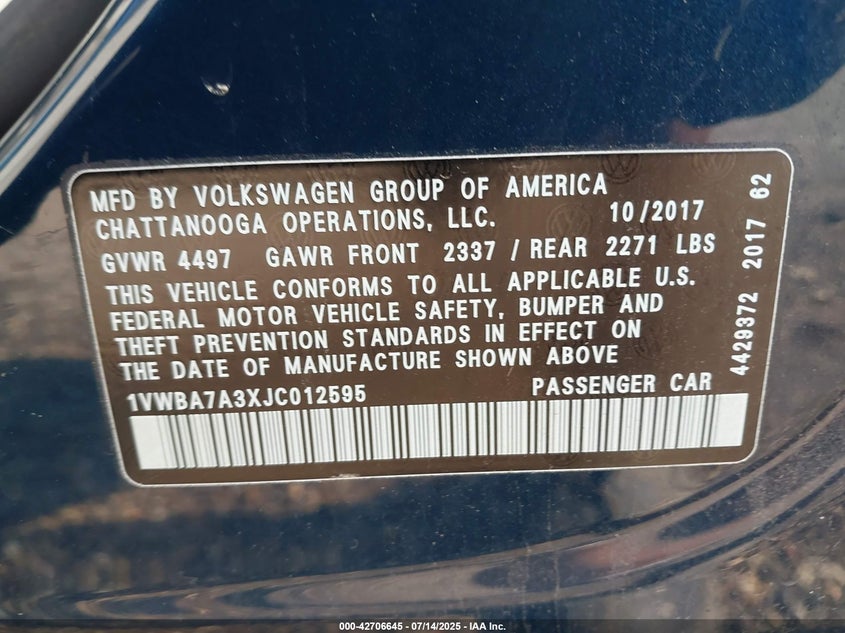 MFD BY VOLKSWAGEN GROUP OF AMERICA
CHATTANOOGA OPERATIONS, LLC. 10/2017
GVWR 4497 GAWR FRONT 2337 / REAR 2271 LBS
THIS VEHICLE CONFORMS TO ALL APPLICABLE U.S.
FEDERAL MOTOR VEHICLE SAFETY, BUMPER AND
THEFT PREVENTION STANDARDS IN EFFECT ON
THE DATE OF MANUFACTURE SHOWN ABOVE
1VWBA7A3XJC012595 PASSENGER CAR
4429372 2017 62
000-42706645 / 07/14/2025 - IAA Inc.